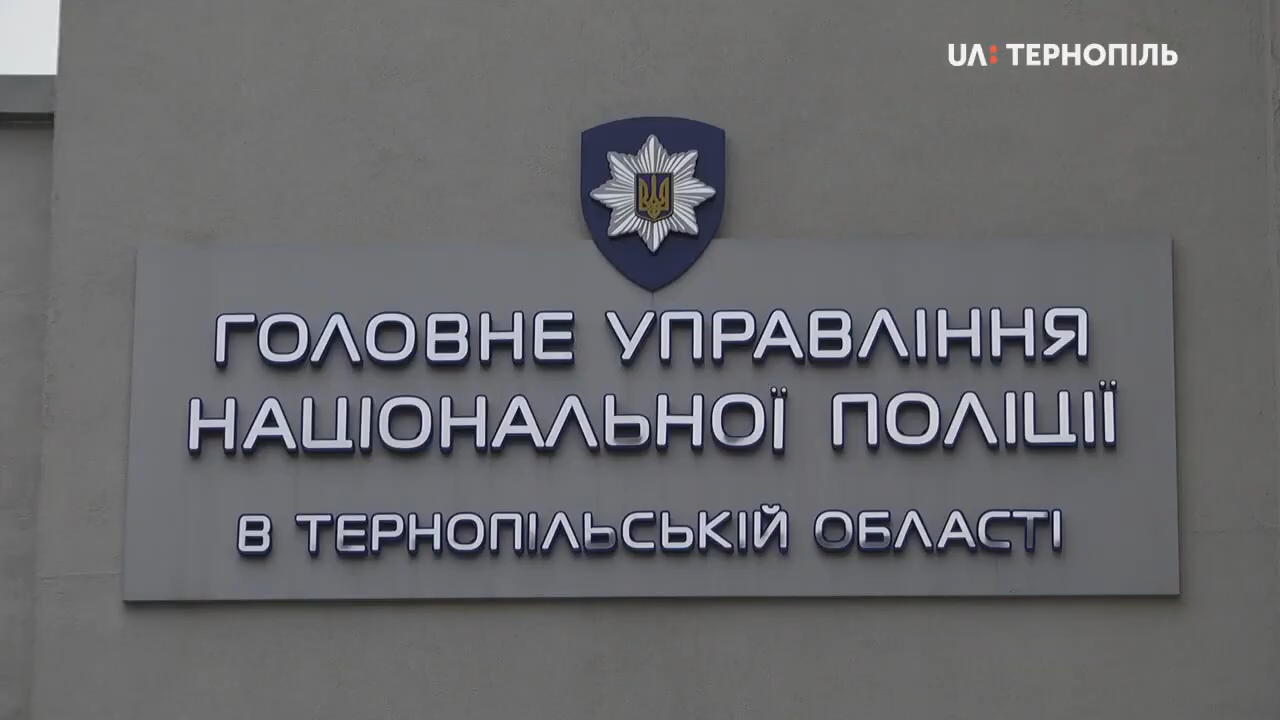 UA: ТЕРНОПІЛЬ
ГОЛОВНЕ УПРАВЛІННЯ
НАЦІОНАЛЬНОЇ ПОЛІЦІЇ
В ТЕРНОПІЛЬСЬКІЙ ОБЛАСТІ